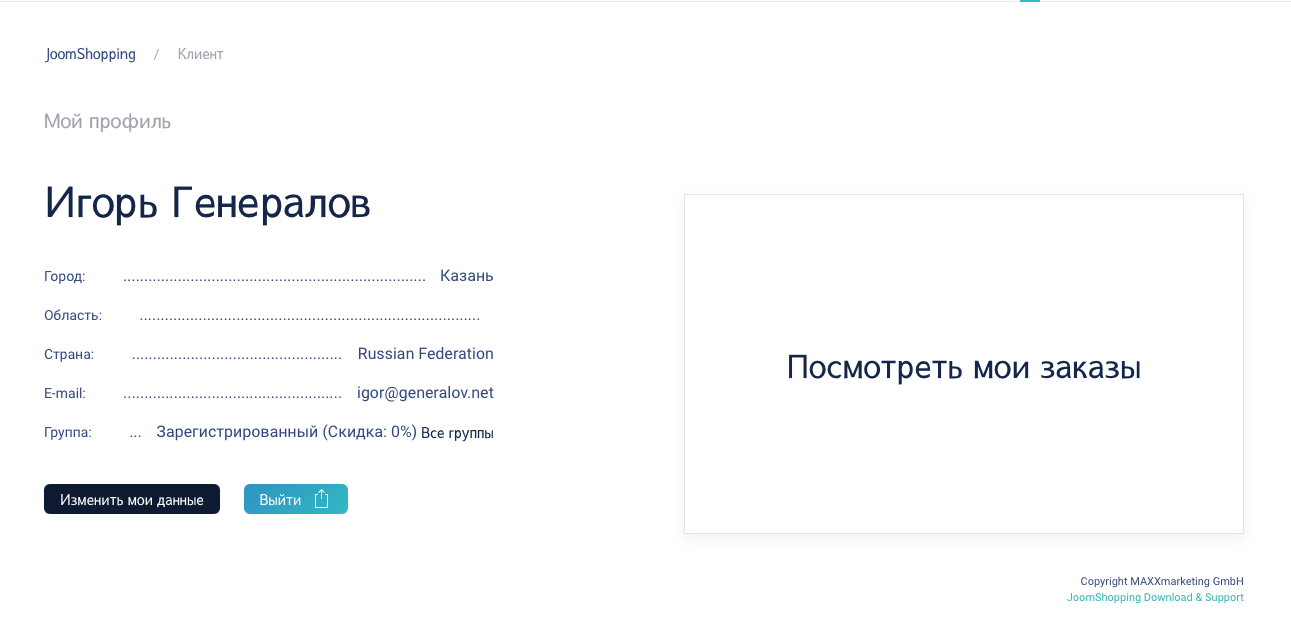 JoomShopping / Клиент
Мой профиль
Игорь Генералов
Город: ........................................................................ Казань
Область: .................................................................................
Страна: .................................................. Russian Federation
E-mail: .................................................... igor@generalov.net
Группа: ... Зарегистрированный (Скидка: 0%) Все группы
Изменить мои данные
Выйти
Посмотреть мои заказы
Copyright MAXXmarketing GmbH
JoomShopping Download & Support